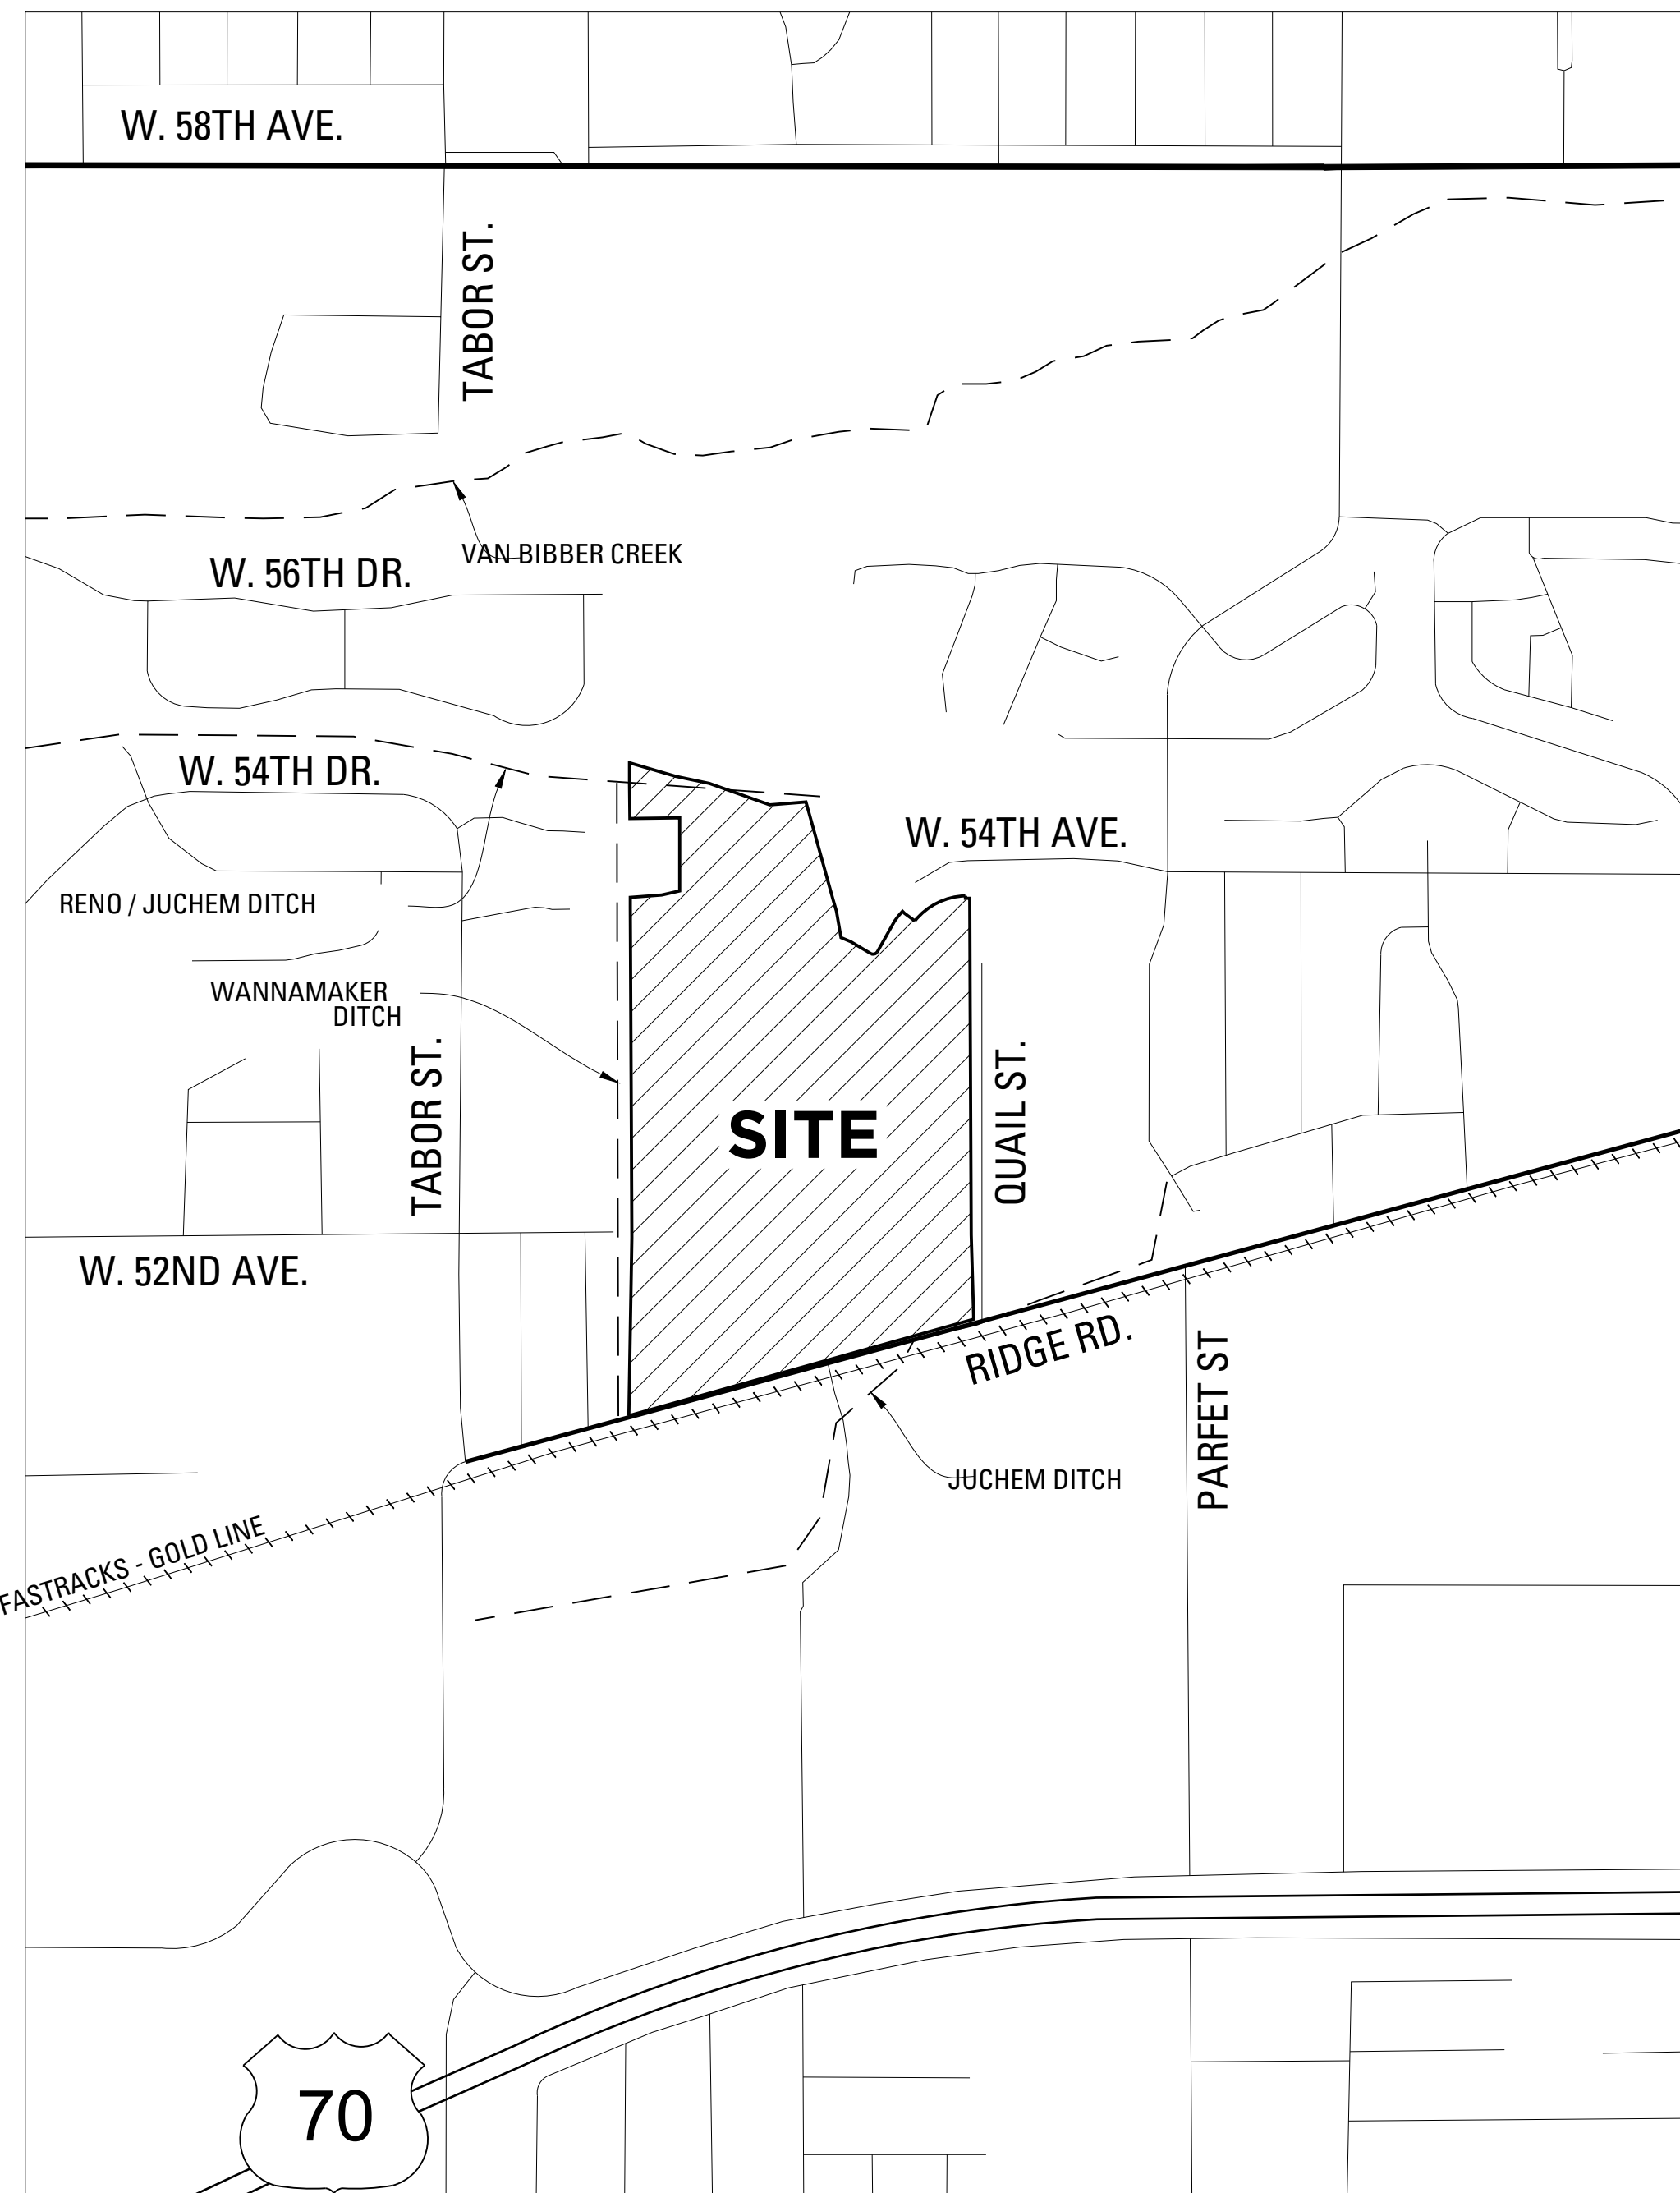 W. 58TH AVE.
TABOR ST.
VAN BIBBER CREEK
W. 56TH DR.
W. 54TH DR.
W. 54TH AVE.
RENO / JUCHEM DITCH
WANNAMAKER
DITCH
TABOR ST.
SITE
QUAIL ST.
W. 52ND AVE.
RIDGE RD.
PARFET ST
JUCHEM DITCH
FASTRACKS - GOLD LINE
70